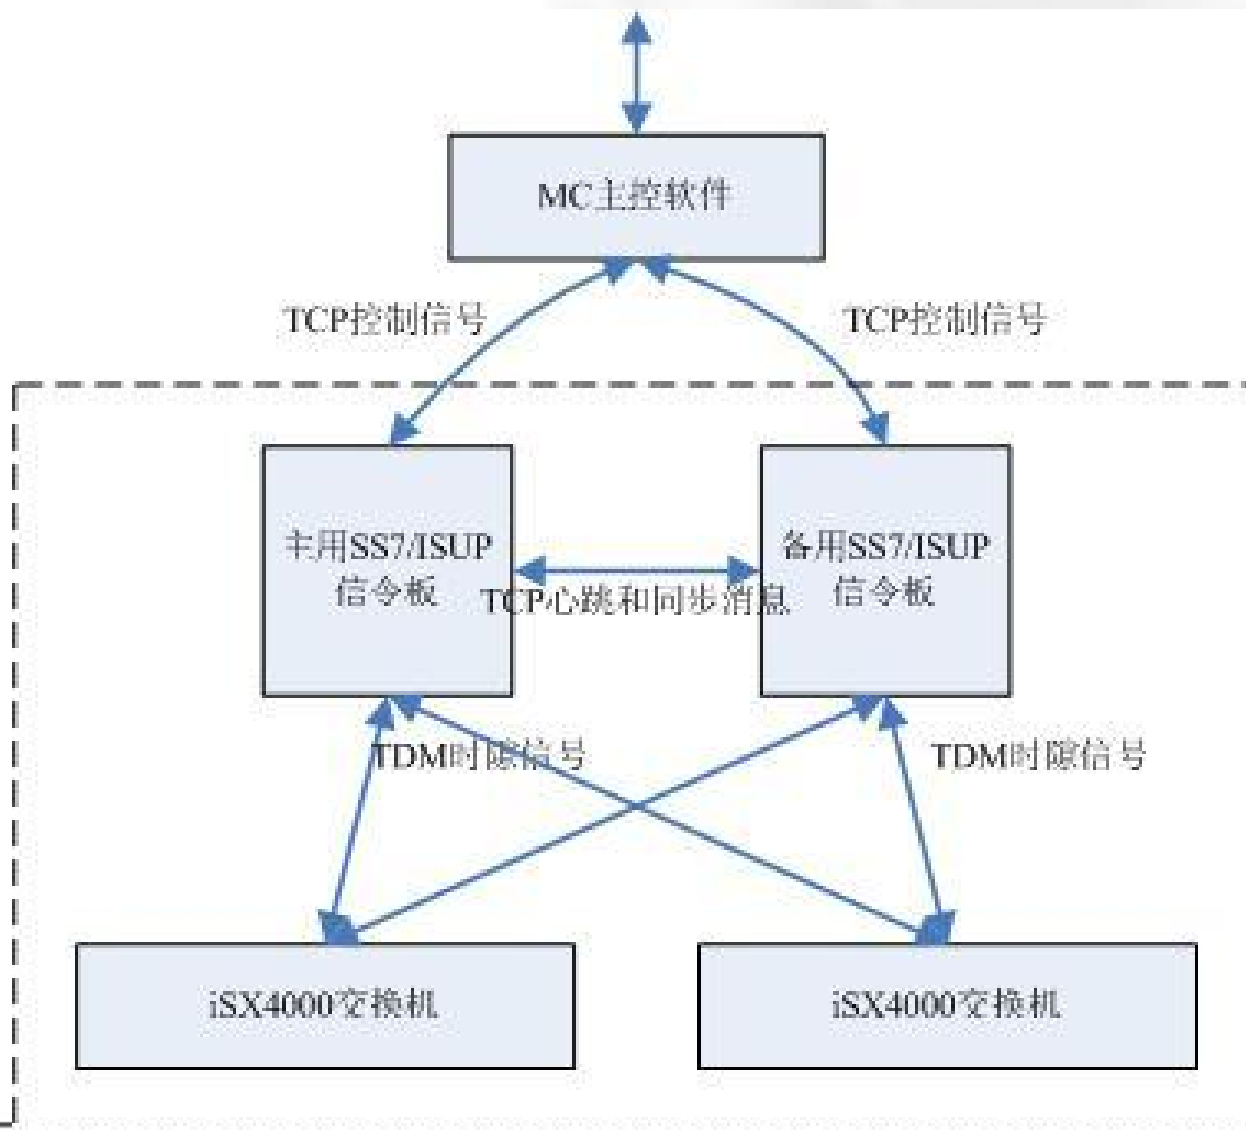 MC主控软件
TCP控制信号
TCP控制信号
主用SS7/ISUP
信令板
备用SS7/ISUP
信令板
TCP心跳和同步消息
TDM时隙信号
TDM时隙信号
iSX4000交换机
iSX4000交换机